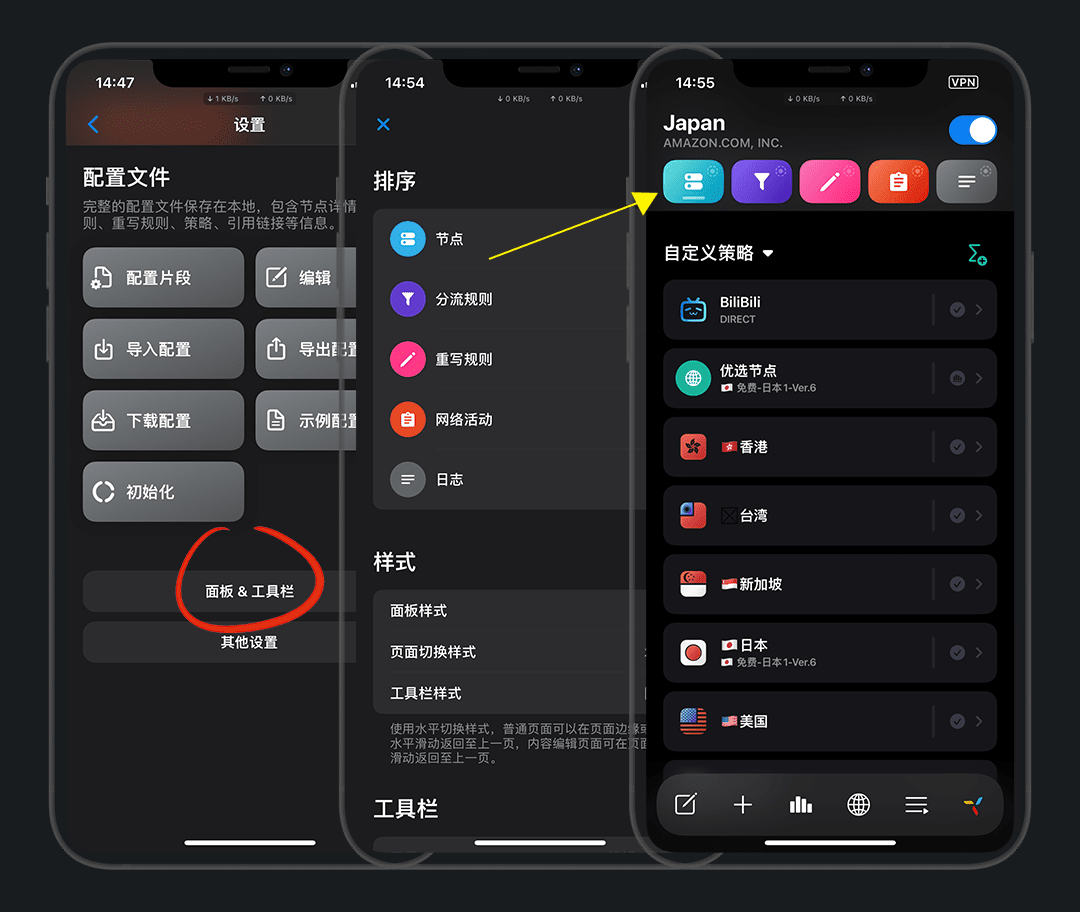 14:47
↓ 1 KB/s ↑ 0 KB/s
设置
配置文件
完整的配置文件保存在本地，包含节点详情
则、重写规则、策略、引用链接等信息。
配置片段
编辑
导入配置
导出配
下载配置
示例配
初始化
面板 & 工具栏
其他设置
14:54
↓ 0 KB/s ↑ 0 KB/s
排序
节点
分流规则
重写规则
网络活动
日志
样式
面板样式
页面切换样式
工具栏样式
使用水平切换样式，普通页面可以在页面边缘或
水平滑动返回至上一页，内容编辑页面可在页面
滑动返回至上一页。
工具栏
14:55
VPN
↓ 0 KB/s ↑ 0 KB/s
Japan
AMAZON.COM, INC.
自定义策略
BiliBili
DIRECT
优选节点
🇯🇵 免费-日本1-Ver.6
🇭🇰香港
台湾
🇸🇬新加坡
🇯🇵日本
🇯🇵 免费-日本1-Ver.6
🇺🇸美国